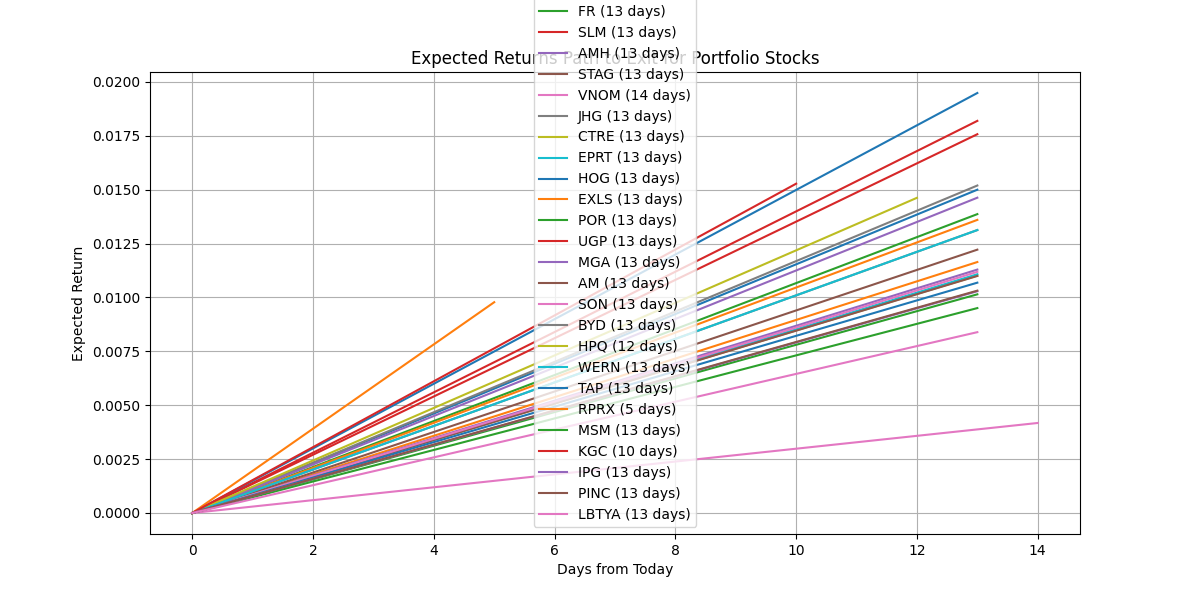 FR (13 days)
SLM (13 days)
AMH (13 days)
Expected Returns Path to Exit for Portfolio Stocks
STAG (13 days)
VNOM (14 days)
JHG (13 days)
CTRE (13 days)
EPRT (13 days)
HOG (13 days)
EXLS (13 days)
POR (13 days)
UGP (13 days)
MGA (13 days)
AM (13 days)
SON (13 days)
BYD (13 days)
HPQ (12 days)
WERN (13 days)
TAP (13 days)
RPRX (5 days)
MSM (13 days)
KGC (10 days)
IPG (13 days)
PINC (13 days)
LBTYA (13 days)
0.0200
0.0175
0.0150
0.0125
0.0100
0.0075
0.0050
0.0025
0.0000
Expected Return
0 2 4 6 8 10 12 14
Days from Today